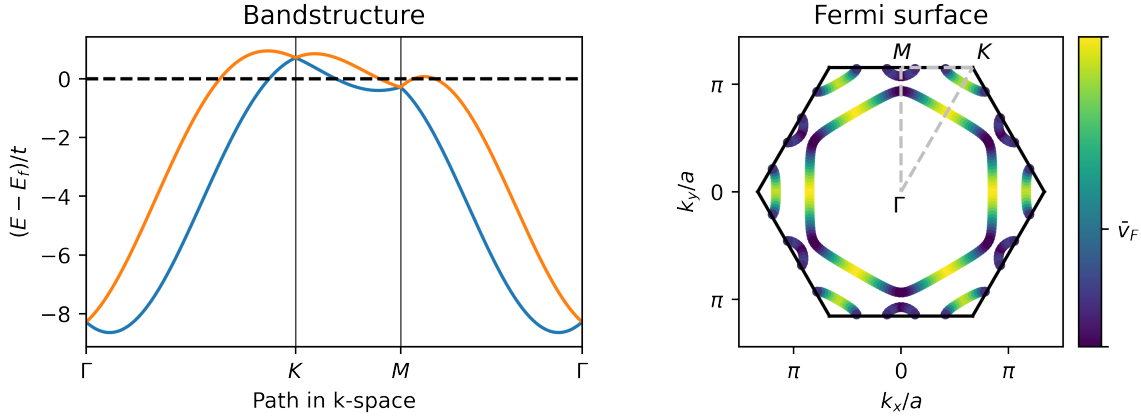 Bandstructure
(E − E_f)/t
0
−2
−4
−6
−8
Γ
K
M
Γ
Path in k-space
Fermi surface
k_y/a
π
0
π
M
K
Γ
π
0
π
k_x/a
v̄_F